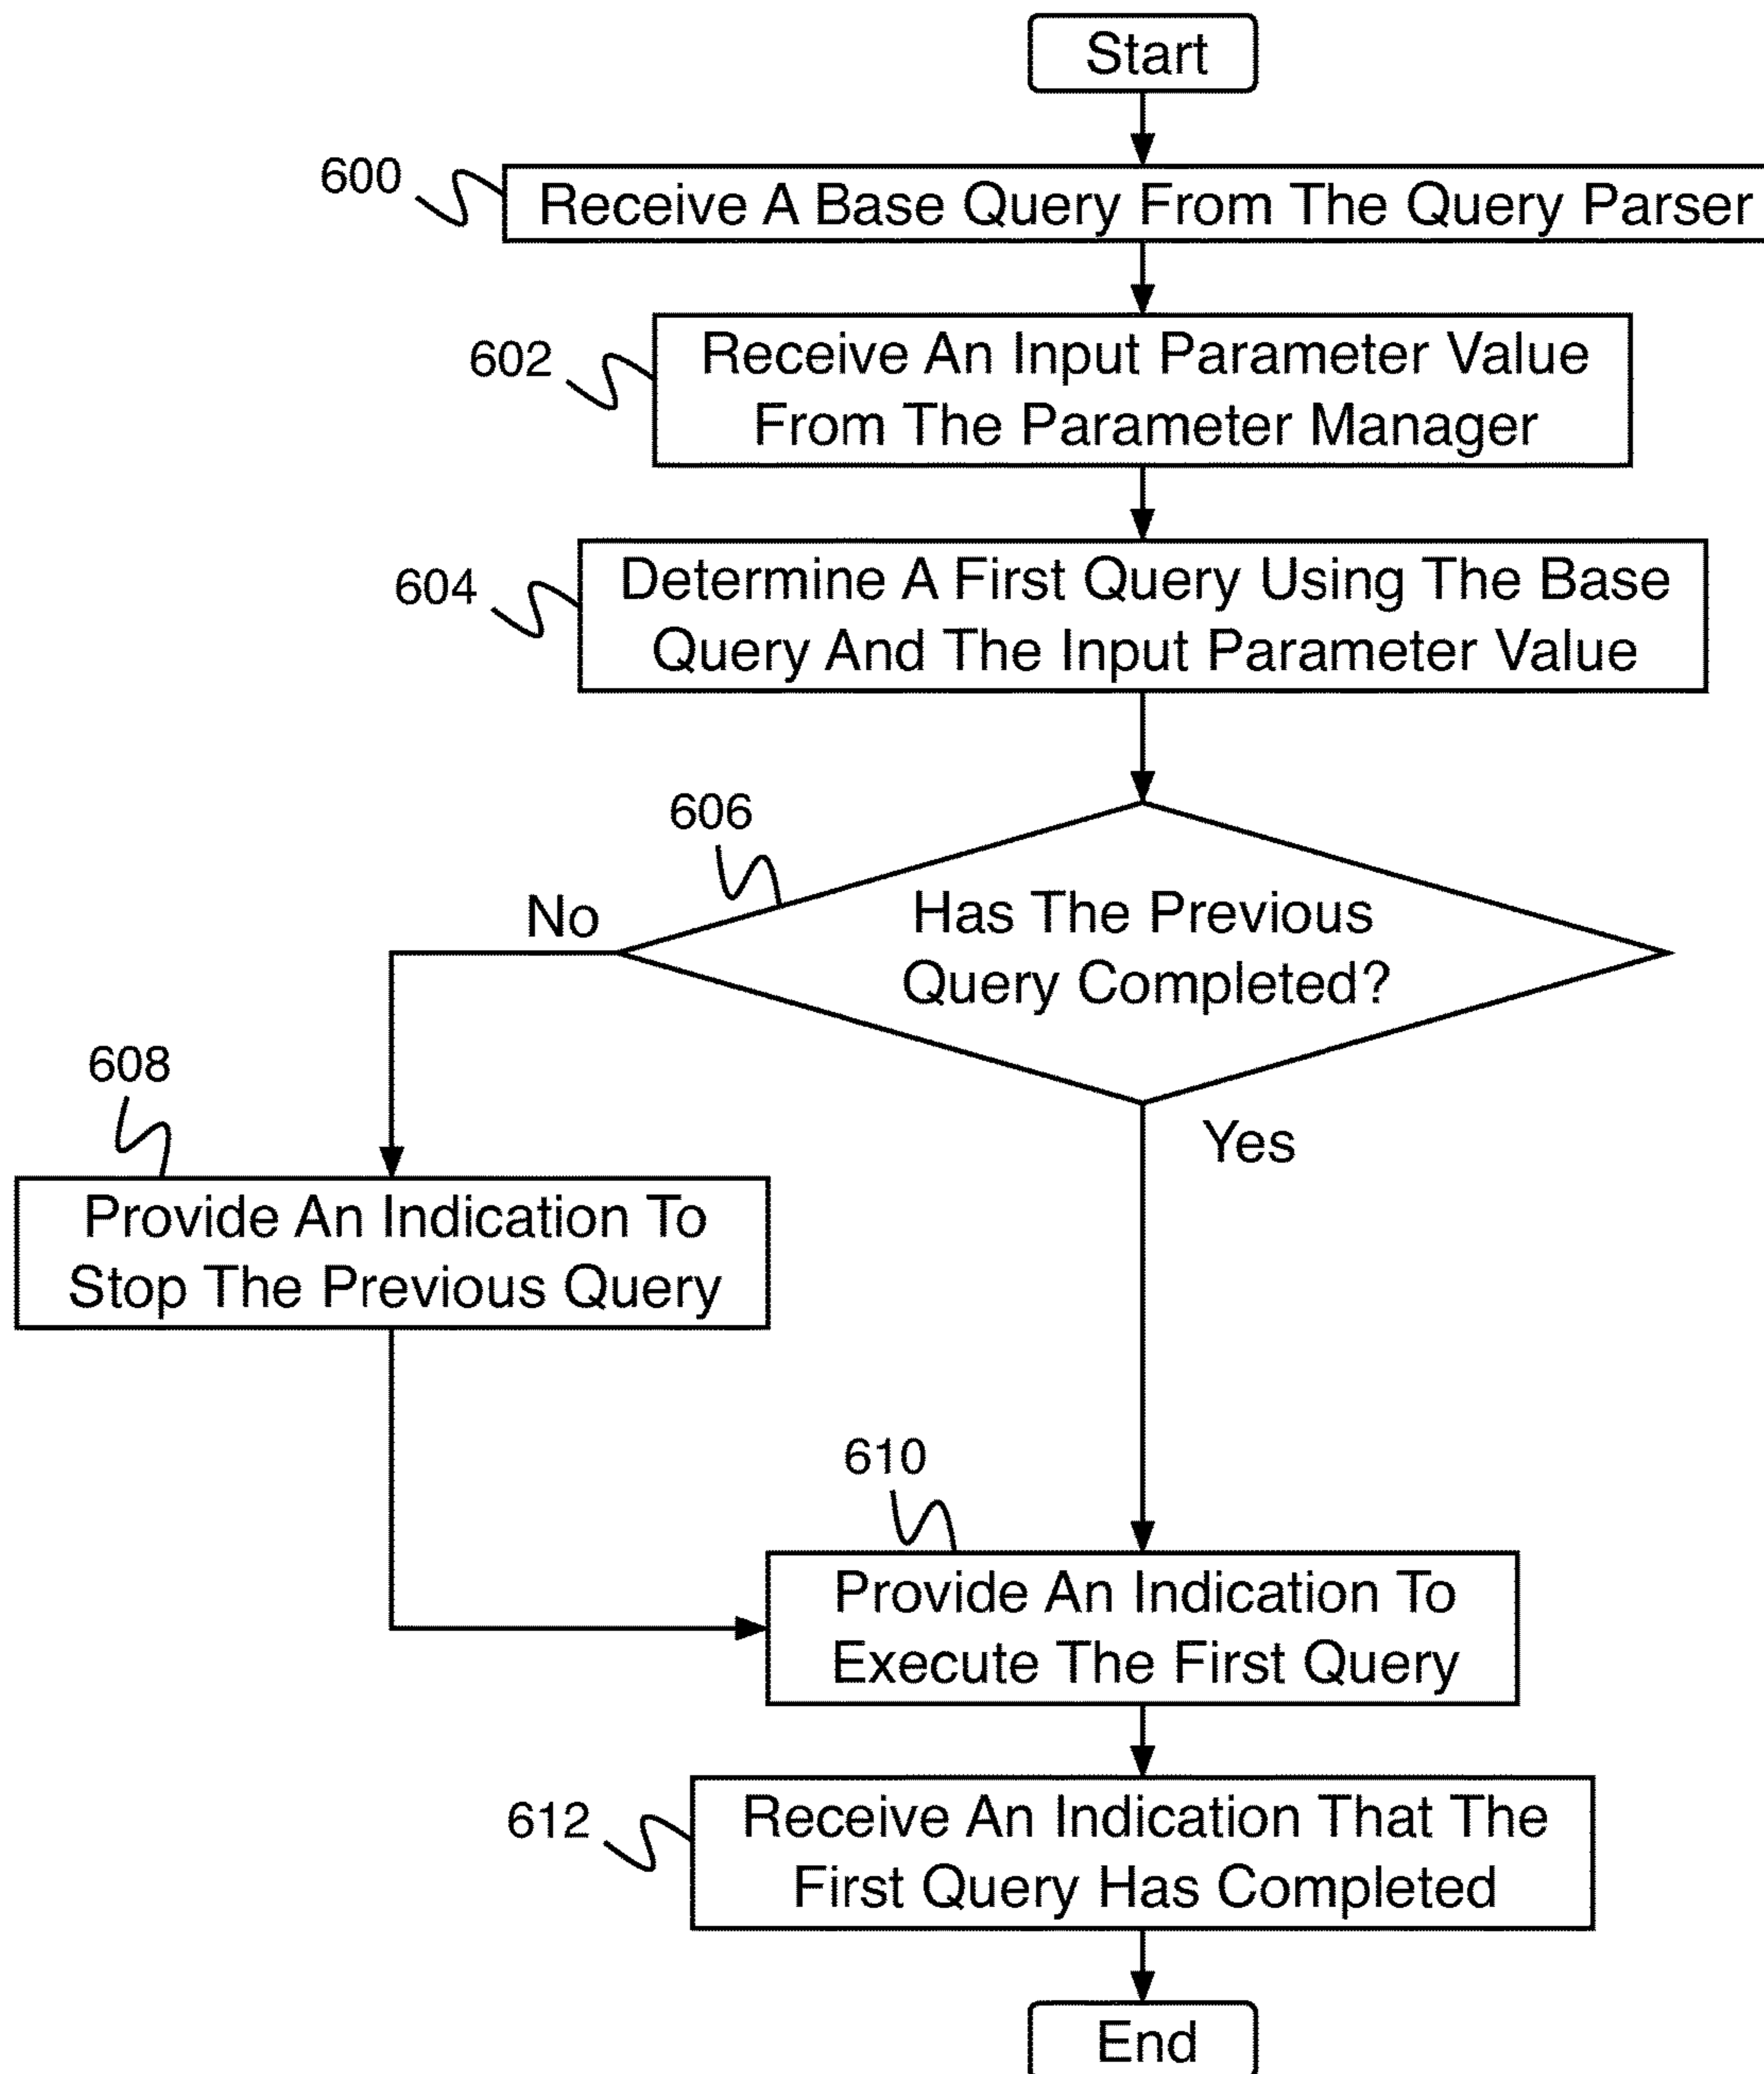 Start
600
Receive A Base Query From The Query Parser
602
Receive An Input Parameter Value
From The Parameter Manager
604
Determine A First Query Using The Base
Query And The Input Parameter Value
606
Has The Previous
Query Completed?
No
Yes
608
Provide An Indication To
Stop The Previous Query
610
Provide An Indication To
Execute The First Query
612
Receive An Indication That The
First Query Has Completed
End